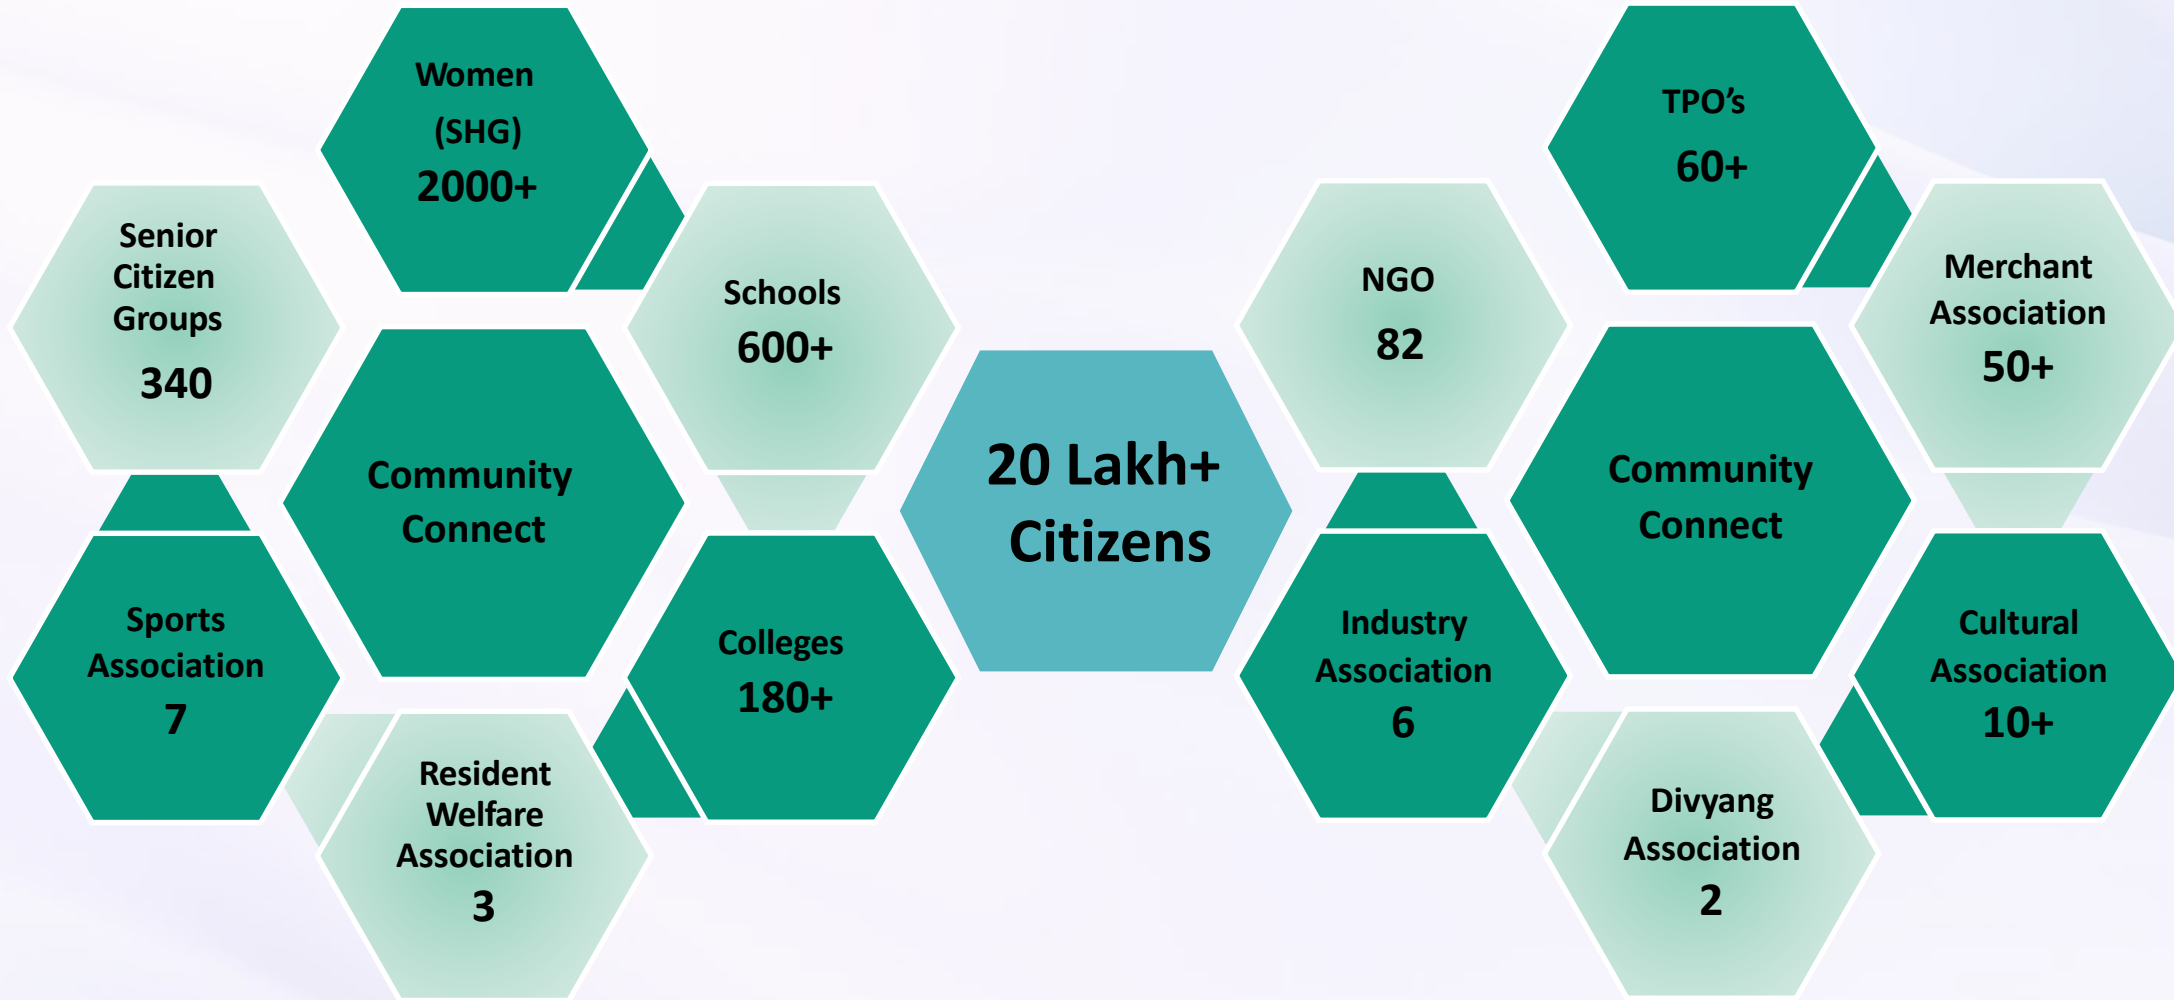 Women
(SHG)
2000+
Senior
Citizen
Groups
340
Schools
600+
Community
Connect
Sports
Association
7
Colleges
180+
Resident
Welfare
Association
3
20 Lakh+
Citizens
TPO’s
60+
NGO
82
Merchant
Association
50+
Community
Connect
Industry
Association
6
Cultural
Association
10+
Divyang
Association
2